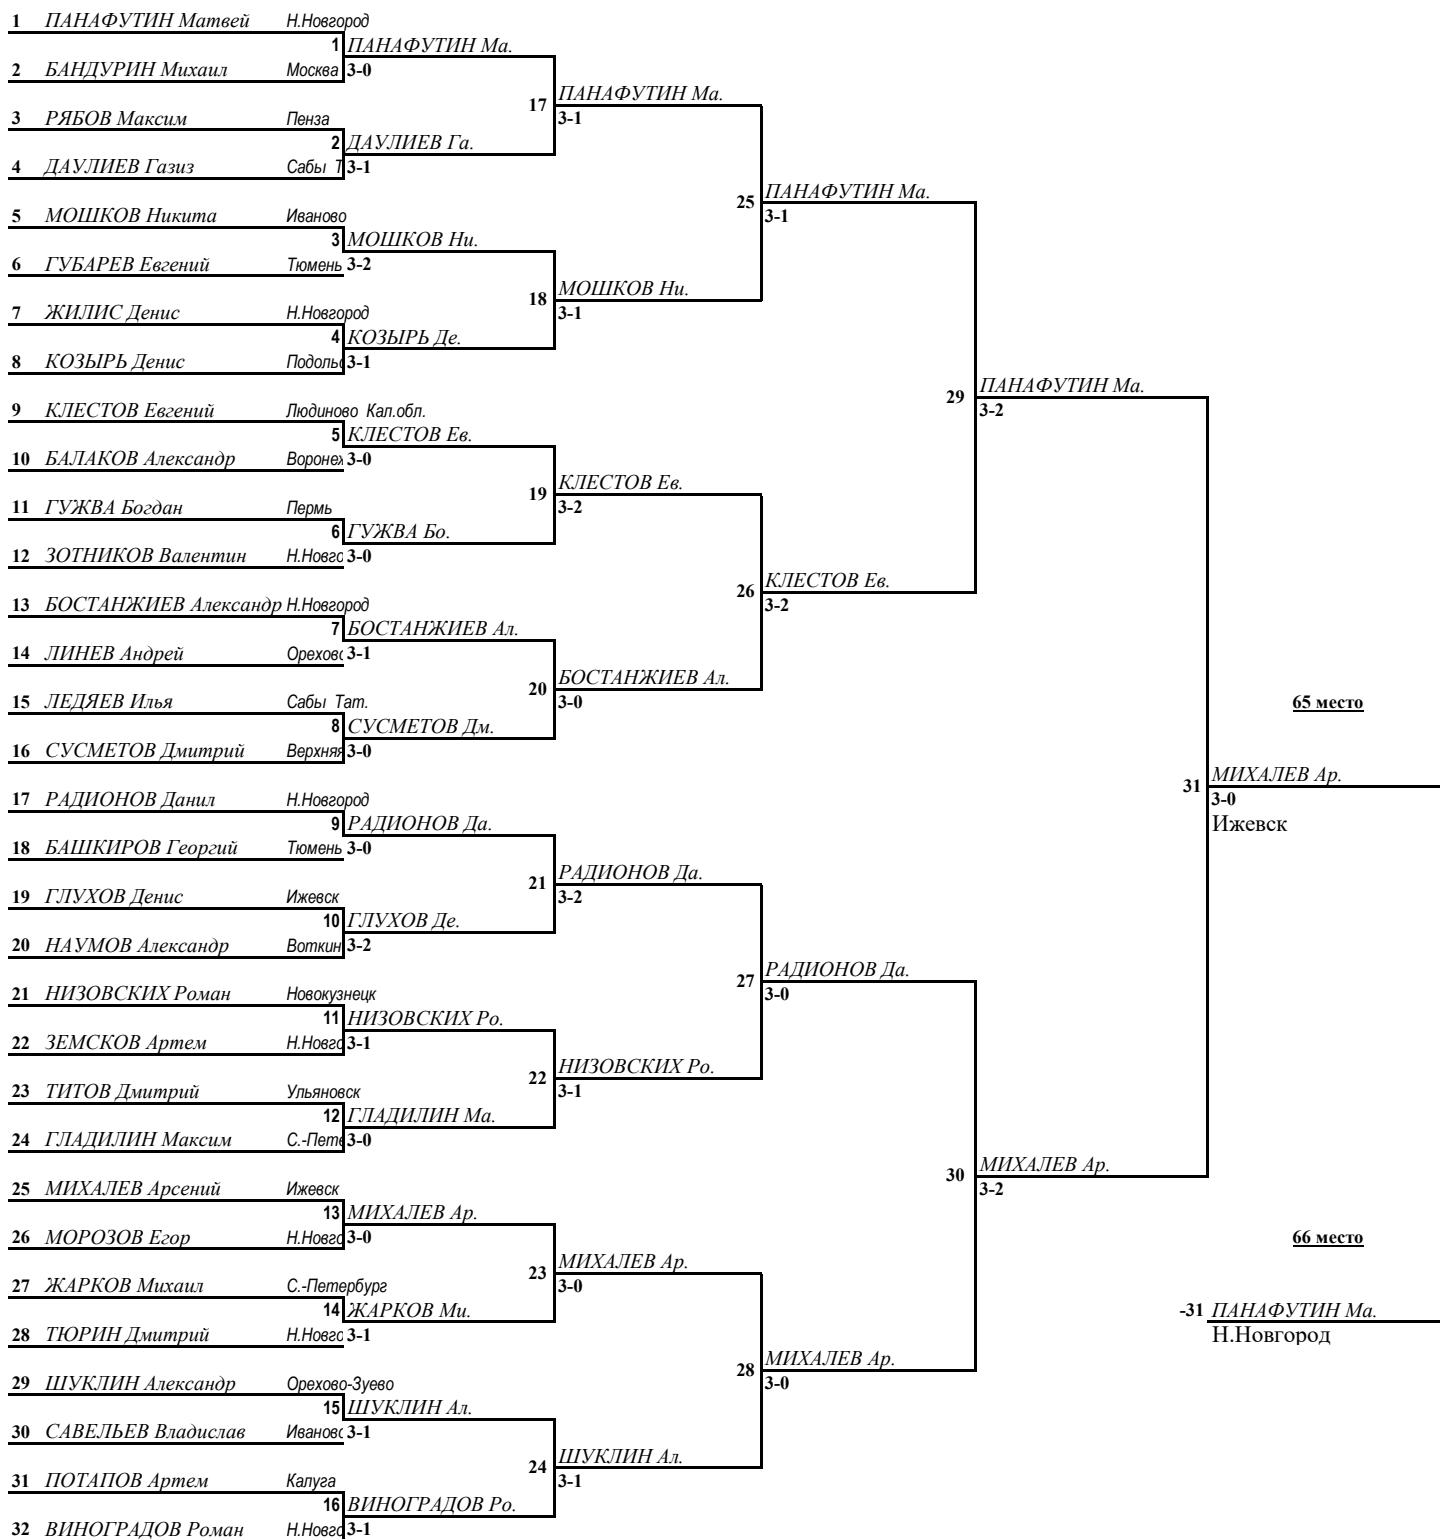 1 ПАНАФУТИН Матвей Н.Новгород
1 ПАНАФУТИН Ма.
2 БАНДУРИН Михаил Москва 3-0
17 ПАНАФУТИН Ма.
3 РЯБОВ Максим Пенза 3-1
2 ДАУЛИЕВ Га.
4 ДАУЛИЕВ Газиз Сабы Т 3-1
25 ПАНАФУТИН Ма.
5 МОШКОВ Никита Иваново 3-1
3 МОШКОВ Ни.
6 ГУБАРЕВ Евгений Тюмень 3-2
18 МОШКОВ Ни.
7 ЖИЛИС Денис Н.Новгород 3-1
4 КОЗЫРЬ Де.
8 КОЗЫРЬ Денис Подольс 3-1
29 ПАНАФУТИН Ма.
9 КЛЕСТОВ Евгений Людиново Кал.обл. 3-2
5 КЛЕСТОВ Ев.
10 БАЛАКОВ Александр Воронеж 3-0
19 КЛЕСТОВ Ев.
11 ГУЖВА Богдан Пермь 3-2
6 ГУЖВА Бо.
12 ЗОТНИКОВ Валентин Н.Новго 3-0
26 КЛЕСТОВ Ев.
13 БОСТАНЖИЕВ Александр Н.Новгород 3-2
7 БОСТАНЖИЕВ Ал.
14 ЛИНЕВ Андрей Орехово 3-1
20 БОСТАНЖИЕВ Ал.
15 ЛЕДЯЕВ Илья Сабы Тат. 3-0 65 место
8 СУСМЕТОВ Дм.
16 СУСМЕТОВ Дмитрий Верхняя 3-0
31 МИХАЛЕВ Ар.
17 РАДИОНОВ Данил Н.Новгород 3-0
9 РАДИОНОВ Да. Ижевск
18 БАШКИРОВ Георгий Тюмень 3-0
21 РАДИОНОВ Да.
19 ГЛУХОВ Денис Ижевск 3-2
10 ГЛУХОВ Де.
20 НАУМОВ Александр Воткин 3-2
27 РАДИОНОВ Да.
21 НИЗОВСКИХ Роман Новокузнецк 3-0
11 НИЗОВСКИХ Ро.
22 ЗЕМСКОВ Артем Н.Новго 3-1
22 НИЗОВСКИХ Ро.
23 ТИТОВ Дмитрий Ульяновск 3-1
12 ГЛАДИЛИН Ма.
24 ГЛАДИЛИН Максим С.-Пете 3-0
30 МИХАЛЕВ Ар.
25 МИХАЛЕВ Арсений Ижевск 3-2
13 МИХАЛЕВ Ар.
26 МОРОЗОВ Егор Н.Новго 3-0 66 место
23 МИХАЛЕВ Ар.
27 ЖАРКОВ Михаил С.-Петербург 3-0
14 ЖАРКОВ Ми. -31 ПАНАФУТИН Ма.
28 ТЮРИН Дмитрий Н.Новго 3-1 Н.Новгород
28 МИХАЛЕВ Ар.
29 ШУКЛИН Александр Орехово-Зуево 3-0
15 ШУКЛИН Ал.
30 САВЕЛЬЕВ Владислав Иваново 3-1
24 ШУКЛИН Ал.
31 ПОТАПОВ Артем Калуга 3-1
16 ВИНОГРАДОВ Ро.
32 ВИНОГРАДОВ Роман Н.Новго 3-1